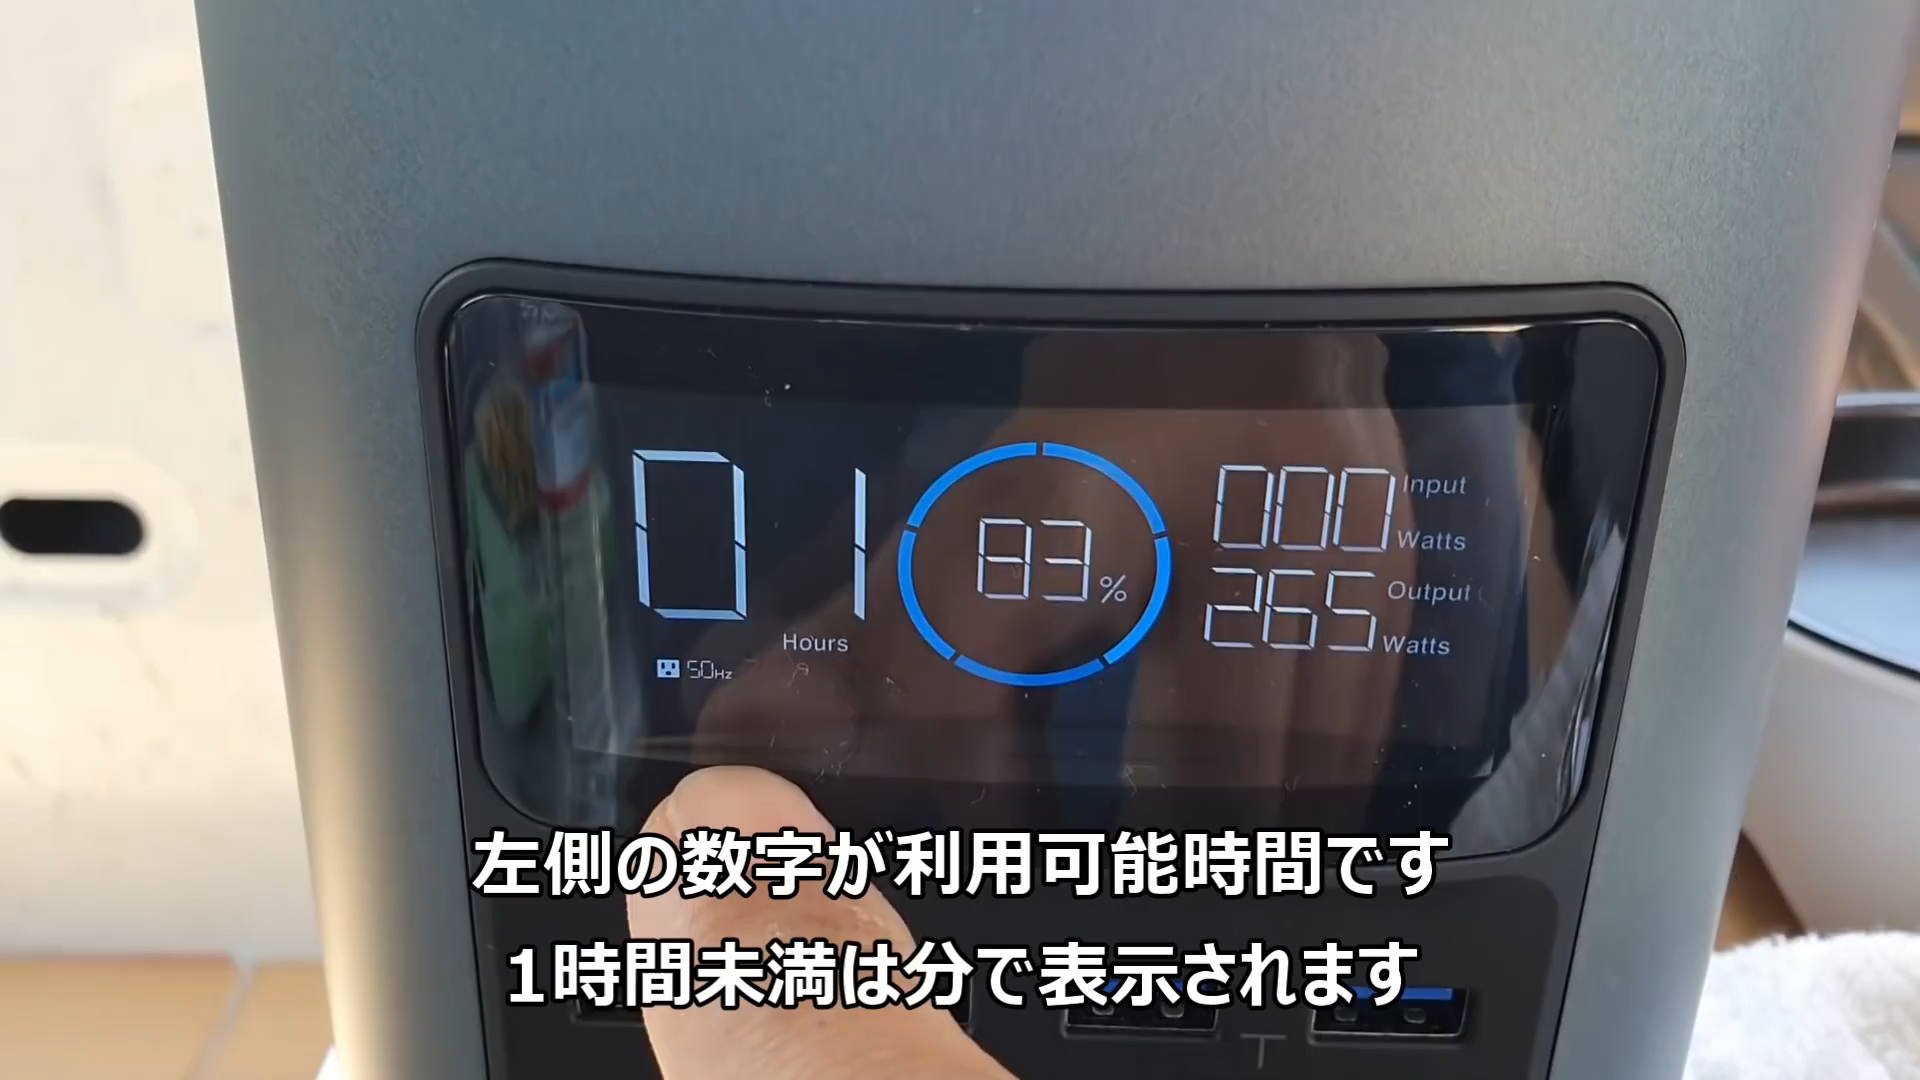 01
Hours
50Hz
83%
000 Input
Watts
265 Output
Watts
左側の数字が利用可能時間です
1時間未満は分で表示されます